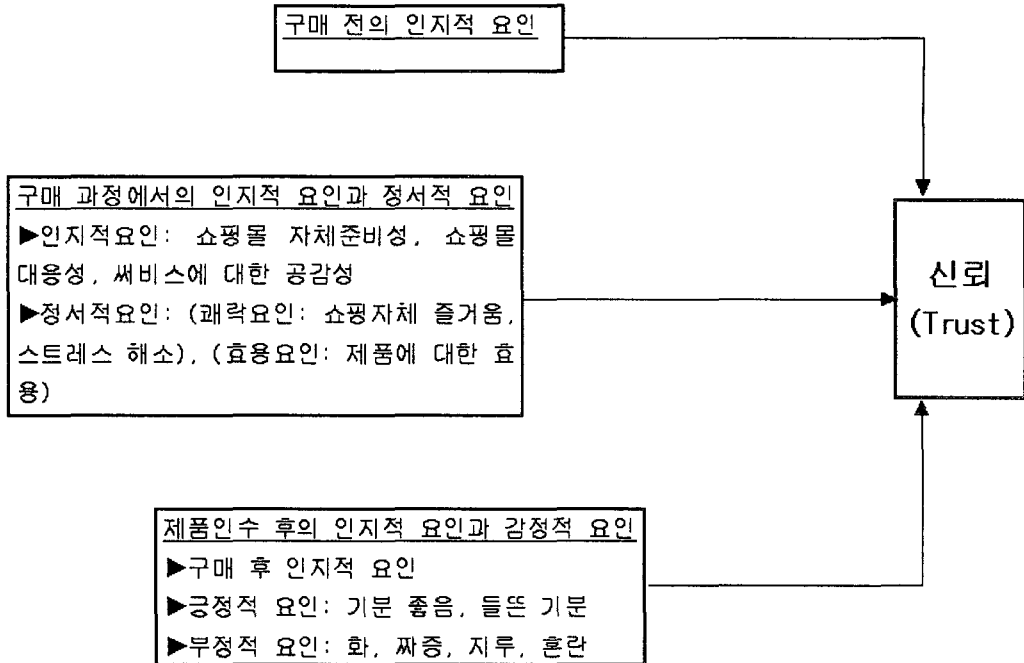 구매 전의 인지적 요인
구매 과정에서의 인지적 요인과 정서적 요인
▶인지적요인: 쇼핑몰 자체준비성, 쇼핑몰
대응성, 써비스에 대한 공감성
▶정서적요인: (쾌락요인: 쇼핑자체 즐거움,
스트레스 해소), (효용요인: 제품에 대한 효
용)
신뢰
(Trust)
제품인수 후의 인지적 요인과 감정적 요인
▶구매 후 인지적 요인
▶긍정적 요인: 기분 좋음, 들뜬 기분
▶부정적 요인: 화, 짜증, 지루, 혼란